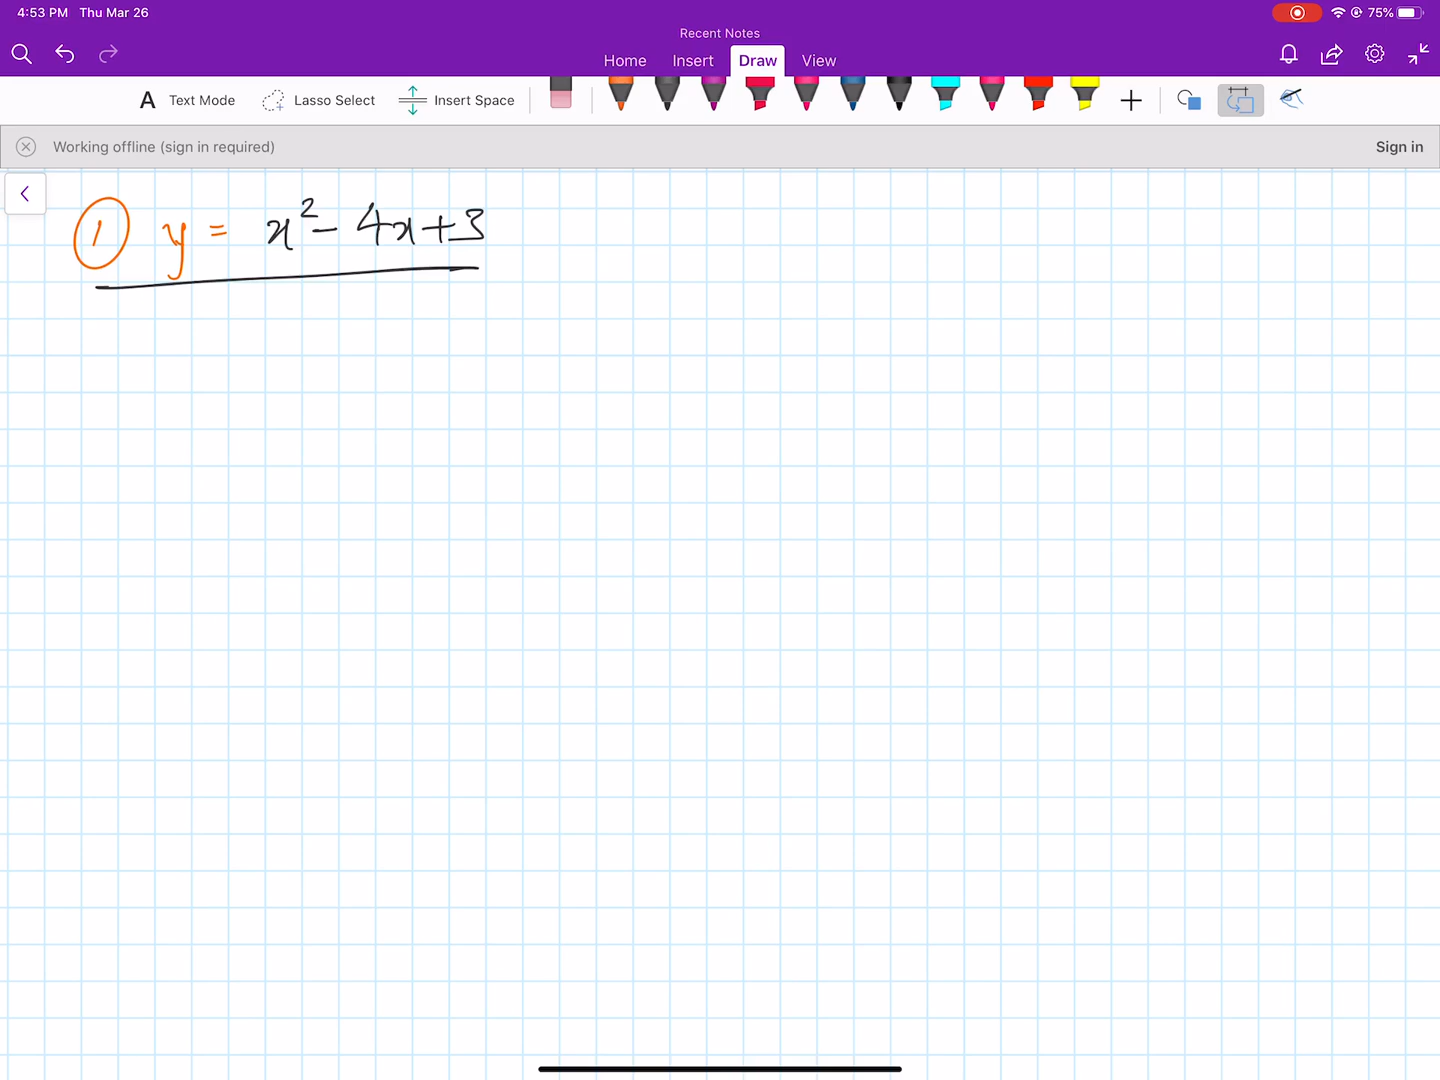 4:53 PM Thu Mar 26 75%
Recent Notes
Home Insert Draw View
A Text Mode Lasso Select Insert Space
Working offline (sign in required) Sign in
① y = x² - 4x + 3